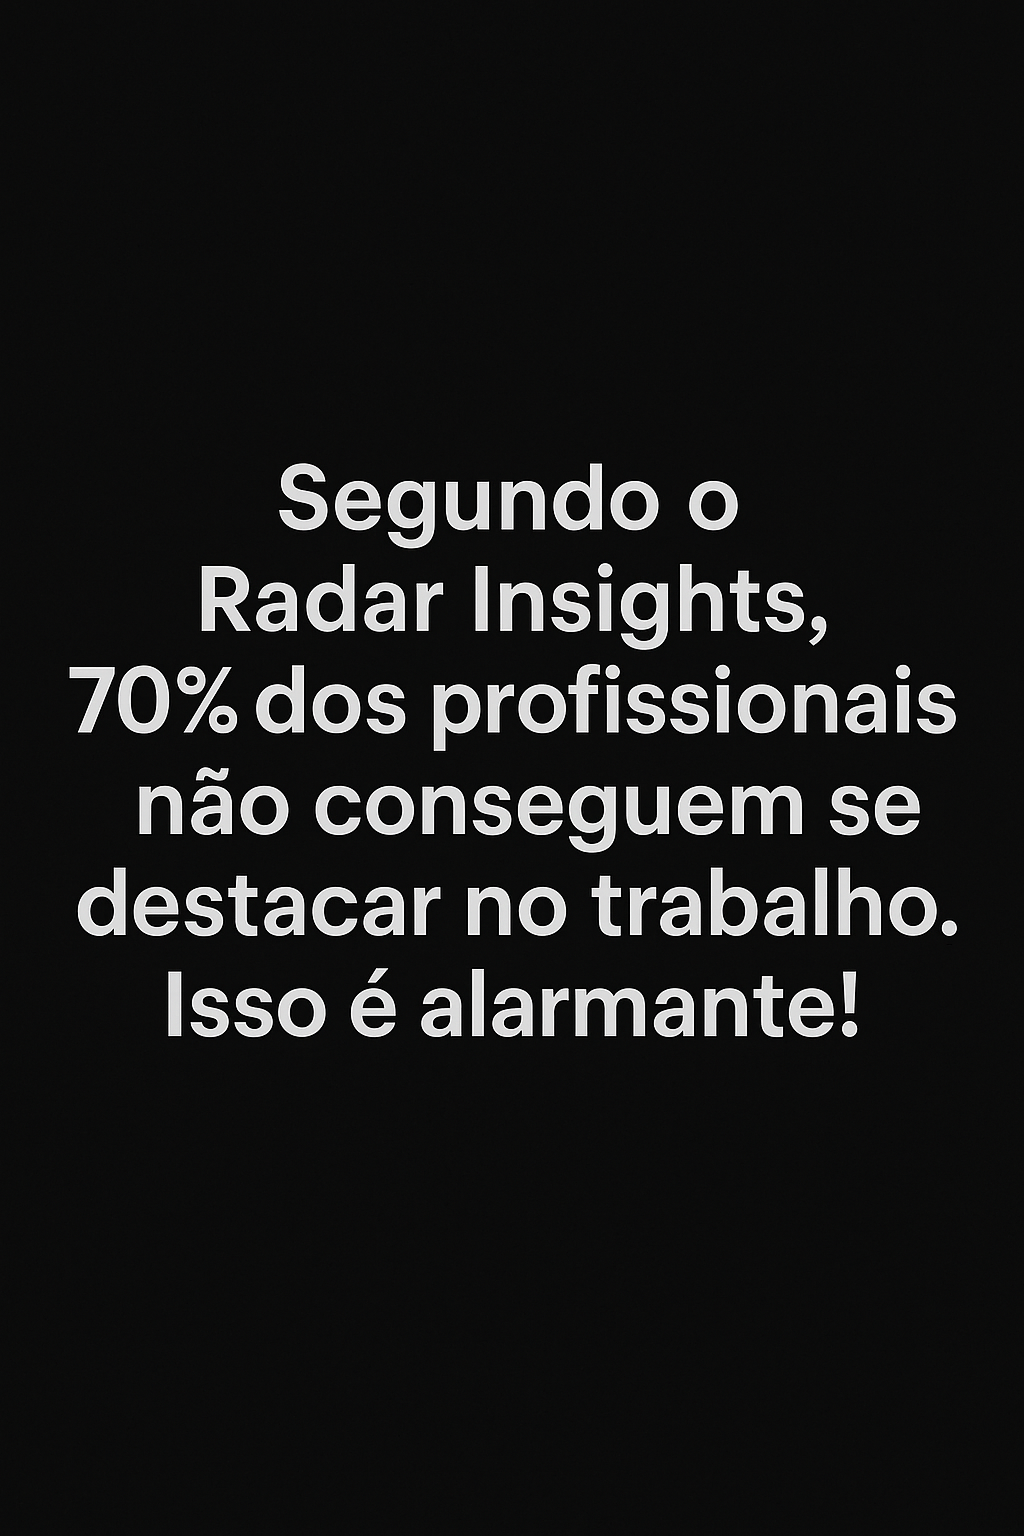 Segundo o
Radar Insights,
70% dos profissionais
não conseguem se
destacar no trabalho.
Isso é alarmante!